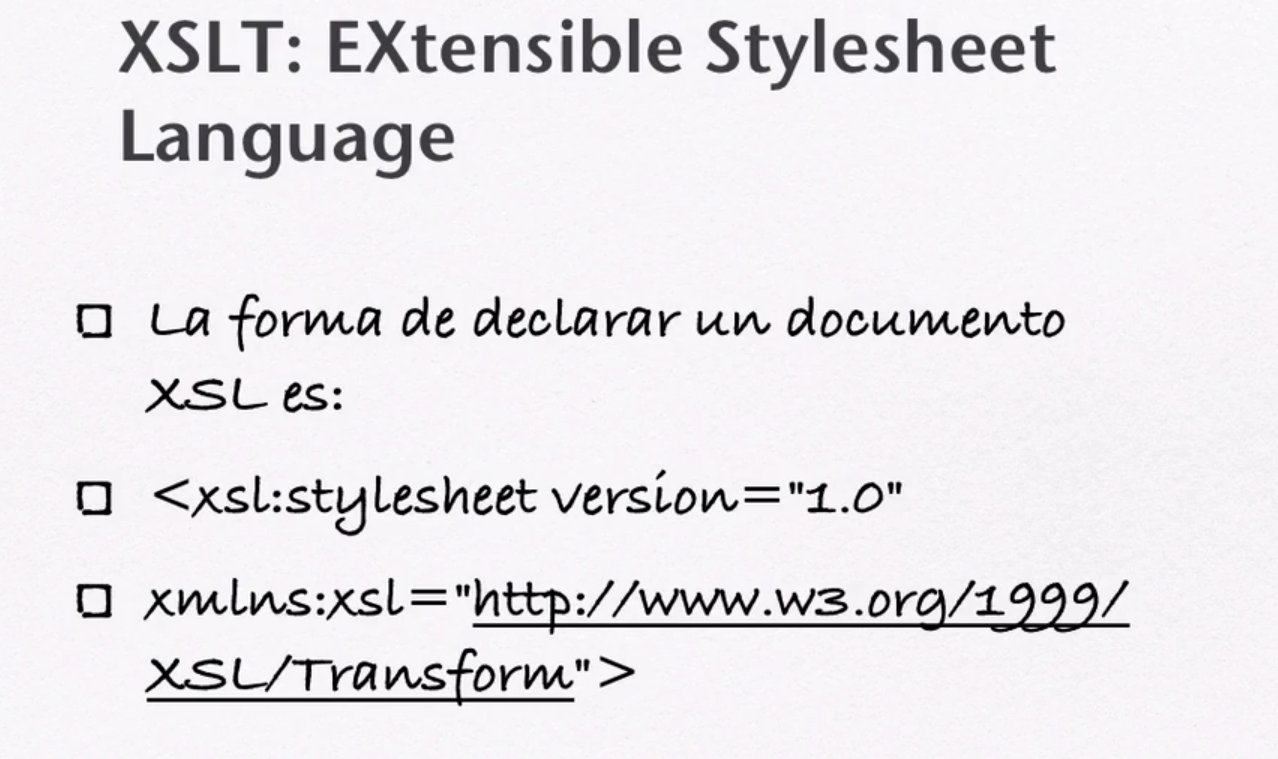 XSLT: EXtensible Stylesheet
Language
La forma de declarar un documento
XSL es:
<xsl:stylesheet version="1.0"
xmlns:xsl="http://www.w3.org/1999/
XSL/Transform">